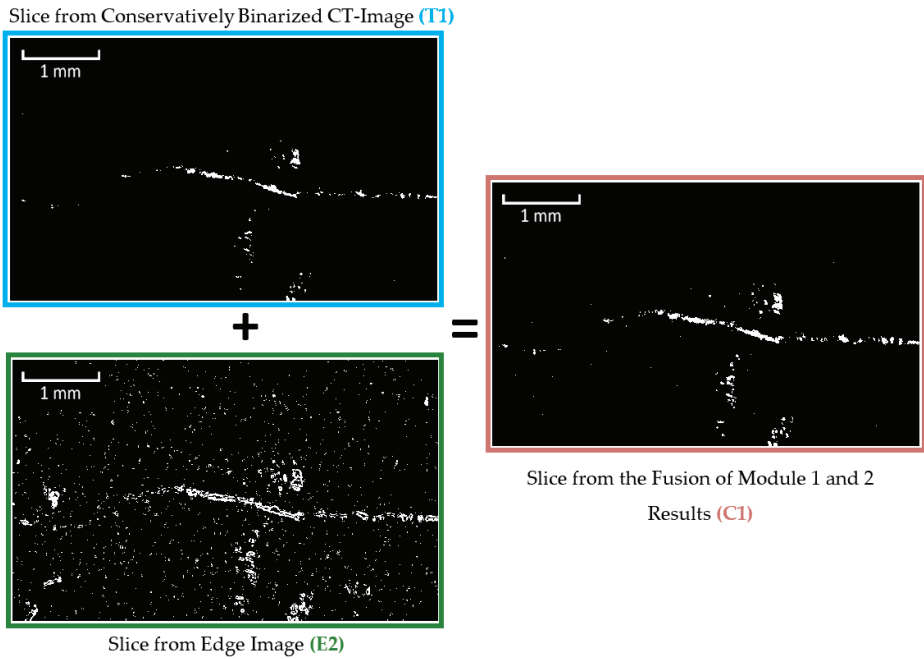 Slice from Conservatively Binarized CT-Image (T1)
1 mm
+
=
1 mm
1 mm
Slice from the Fusion of Module 1 and 2
Results (C1)
Slice from Edge Image (E2)